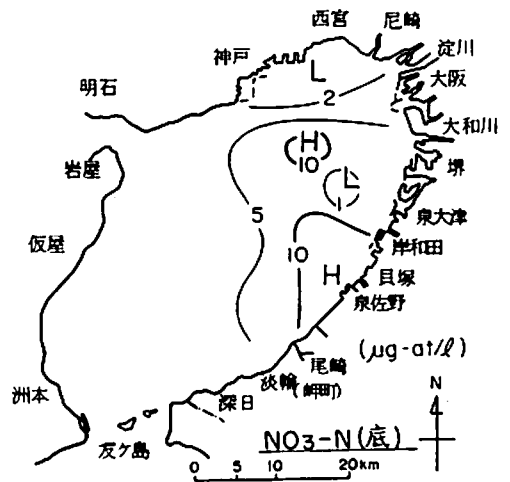 西宮
尼崎
淀川
神戸
L
大阪
2
明石
大和川
(H)
10
岩屋
堺
L
1
泉大津
5
仮屋
岸和田
10
H
貝塚
泉佐野
(μg-at/l)
尾崎
淡輪
(岬町)
洲本
深日
N
友ケ島
NO3-N(底)
0 5 10 20km